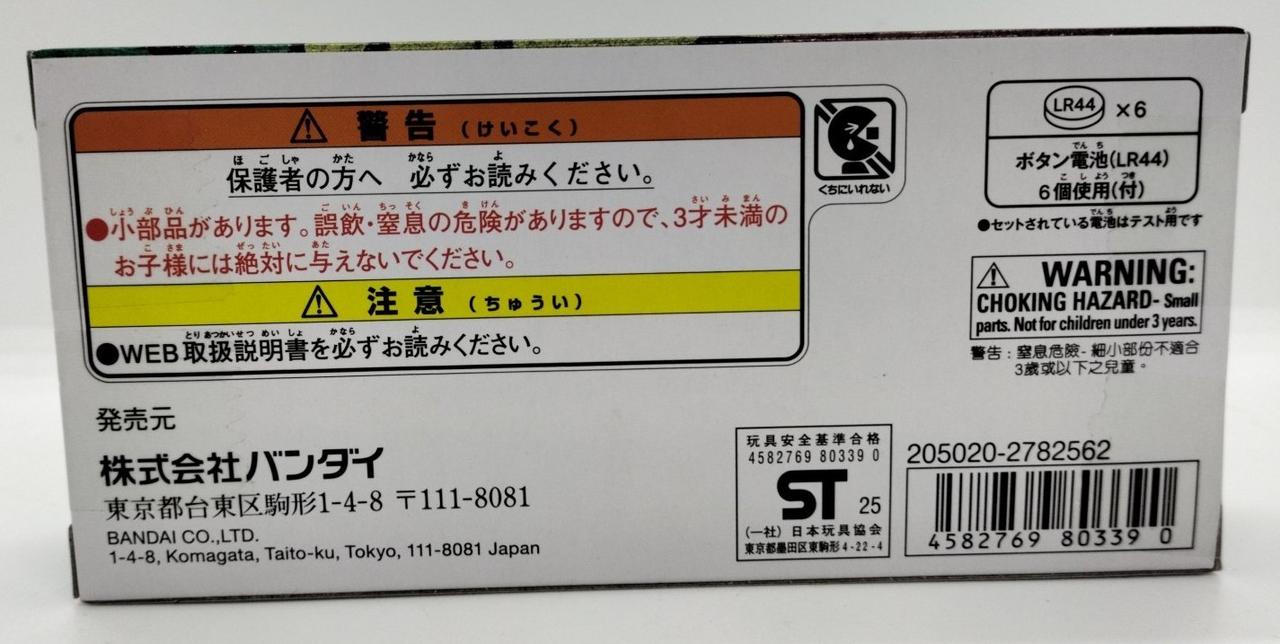 警告(けいこく)
保護者の方へ 必ずお読みください。
●小部品があります。誤飲・窒息の危険がありますので、3才未満の
お子様には絶対に与えないでください。
注意(ちゅうい)
●WEB取扱説明書を必ずお読みください。
くちにいれない
LR44 ×6
ボタン電池(LR44)
6個使用(付)
●セットされている電池はテスト用です
WARNING:
CHOKING HAZARD- Small
parts. Not for children under 3 years.
警告:窒息危險-細小部份不適合
3歲或以下之兒童。
発売元
株式会社バンダイ
東京都台東区駒形1-4-8 〒111-8081
BANDAI CO.,LTD.
1-4-8, Komagata, Taito-ku, Tokyo, 111-8081 Japan
玩具安全基準合格
4582769 80339 0
ST 25
(一社)日本玩具協会
東京都墨田区東駒形4-22-4
205020-2782562
4582769 80339 0